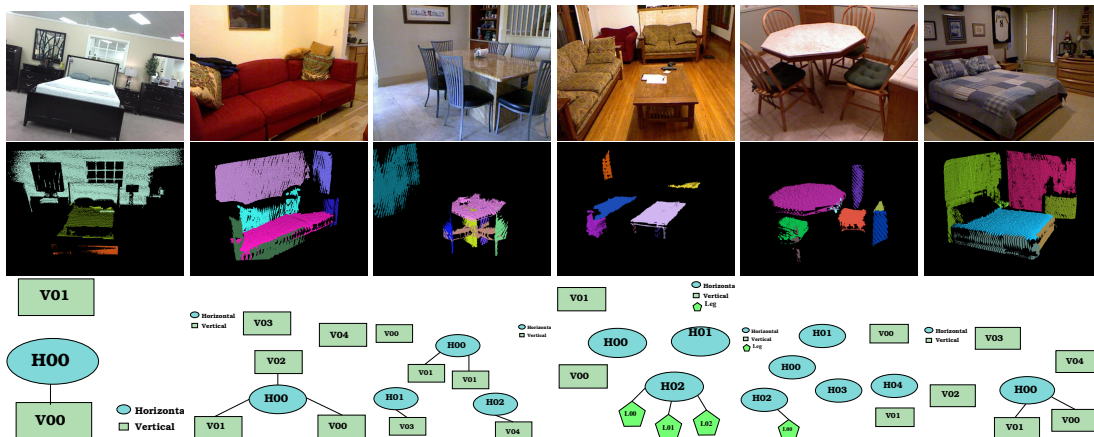 V01
H00
V00
Horizonta
Vertical
Horizontal
Vertical
V03
V04
V02
H00
V01
V00
Horizonta
Vertical
V00
H00
V01
V01
H01
H02
V03
V04
Horizonta
Vertical
Leg
V01
H00
H01
V00
H02
L00
L01
L02
Horizontal
Vertical
Leg
H01
V00
H00
H03
H04
H02
V01
L00
Horizontal
Vertical
V03
V04
V02
H00
V01
V00